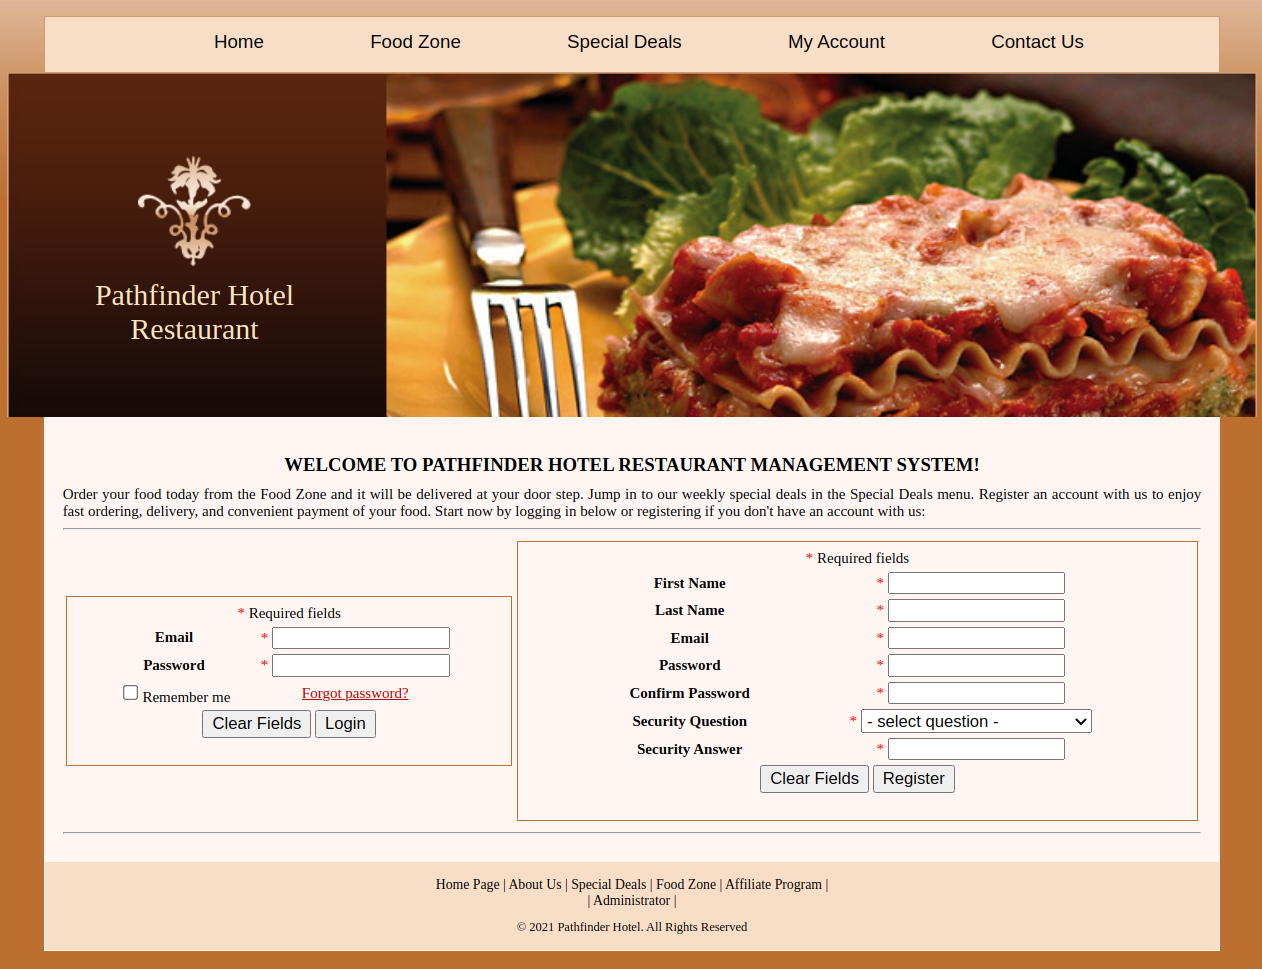 Home Food Zone Special Deals My Account Contact Us
Pathfinder Hotel
Restaurant
WELCOME TO PATHFINDER HOTEL RESTAURANT MANAGEMENT SYSTEM!
Order your food today from the Food Zone and it will be delivered at your door step. Jump in to our weekly special deals in the Special Deals menu. Register an account with us to enjoy
fast ordering, delivery, and convenient payment of your food. Start now by logging in below or registering if you don't have an account with us:
* Required fields
Email *
Password *
Remember me Forgot password?
Clear Fields Login
* Required fields
First Name *
Last Name *
Email *
Password *
Confirm Password *
Security Question * - select question -
Security Answer *
Clear Fields Register
Home Page | About Us | Special Deals | Food Zone | Affiliate Program |
| Administrator |
© 2021 Pathfinder Hotel. All Rights Reserved